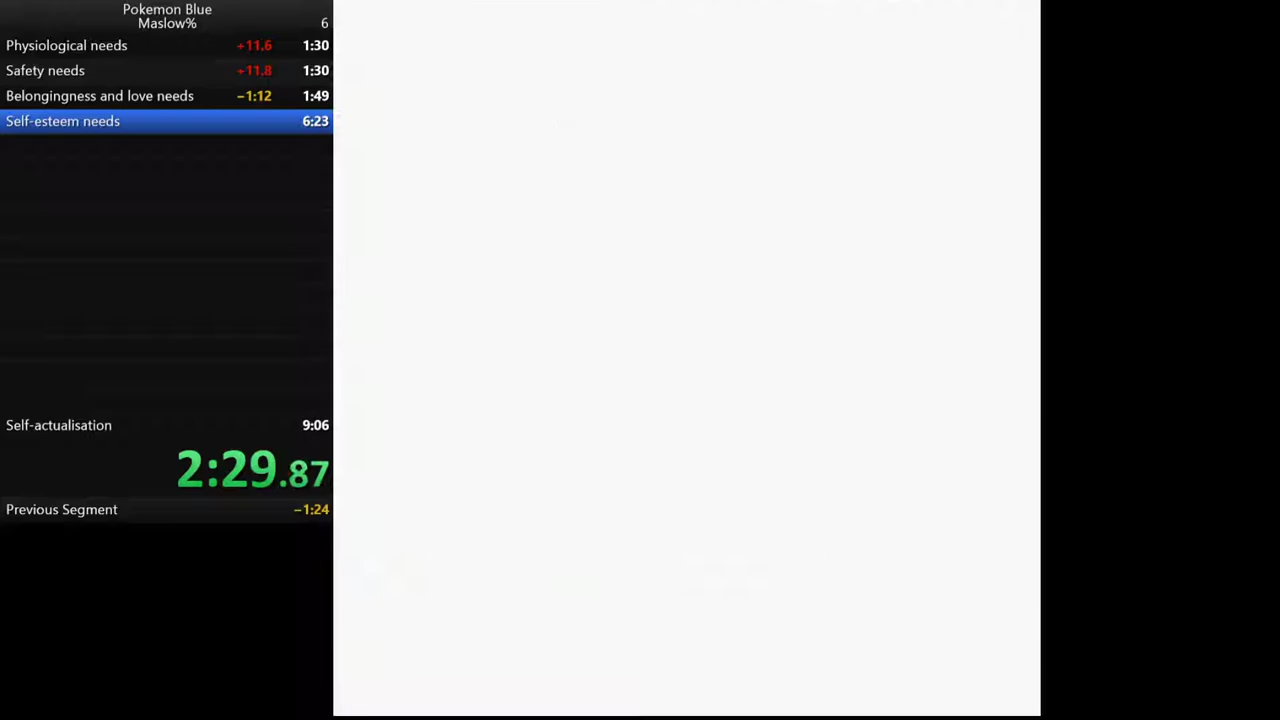 Pokemon Blue
Maslow% 6
Physiological needs +11.6 1:30
Safety needs +11.8 1:30
Belongingness and love needs −1:12 1:49
Self-esteem needs 6:23
Self-actualisation 9:06
2:29.87
Previous Segment −1:24